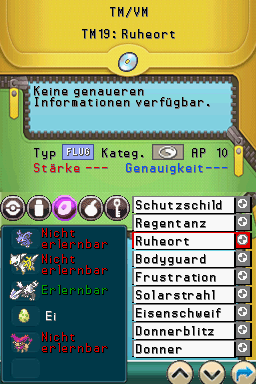 TM/VM
TM19: Ruheort
Keine genaueren
Informationen verfügbar.
Typ FLUG Kateg. AP 10
Stärke --- Genauigkeit---
Nicht
erlernbar
Nicht
erlernbar
Erlernbar
Ei
Nicht
erlernbar
Schutzschild
Regentanz
Ruheort
Bodyguard
Frustration
Solarstrahl
Eisenschweif
Donnerblitz
Donner